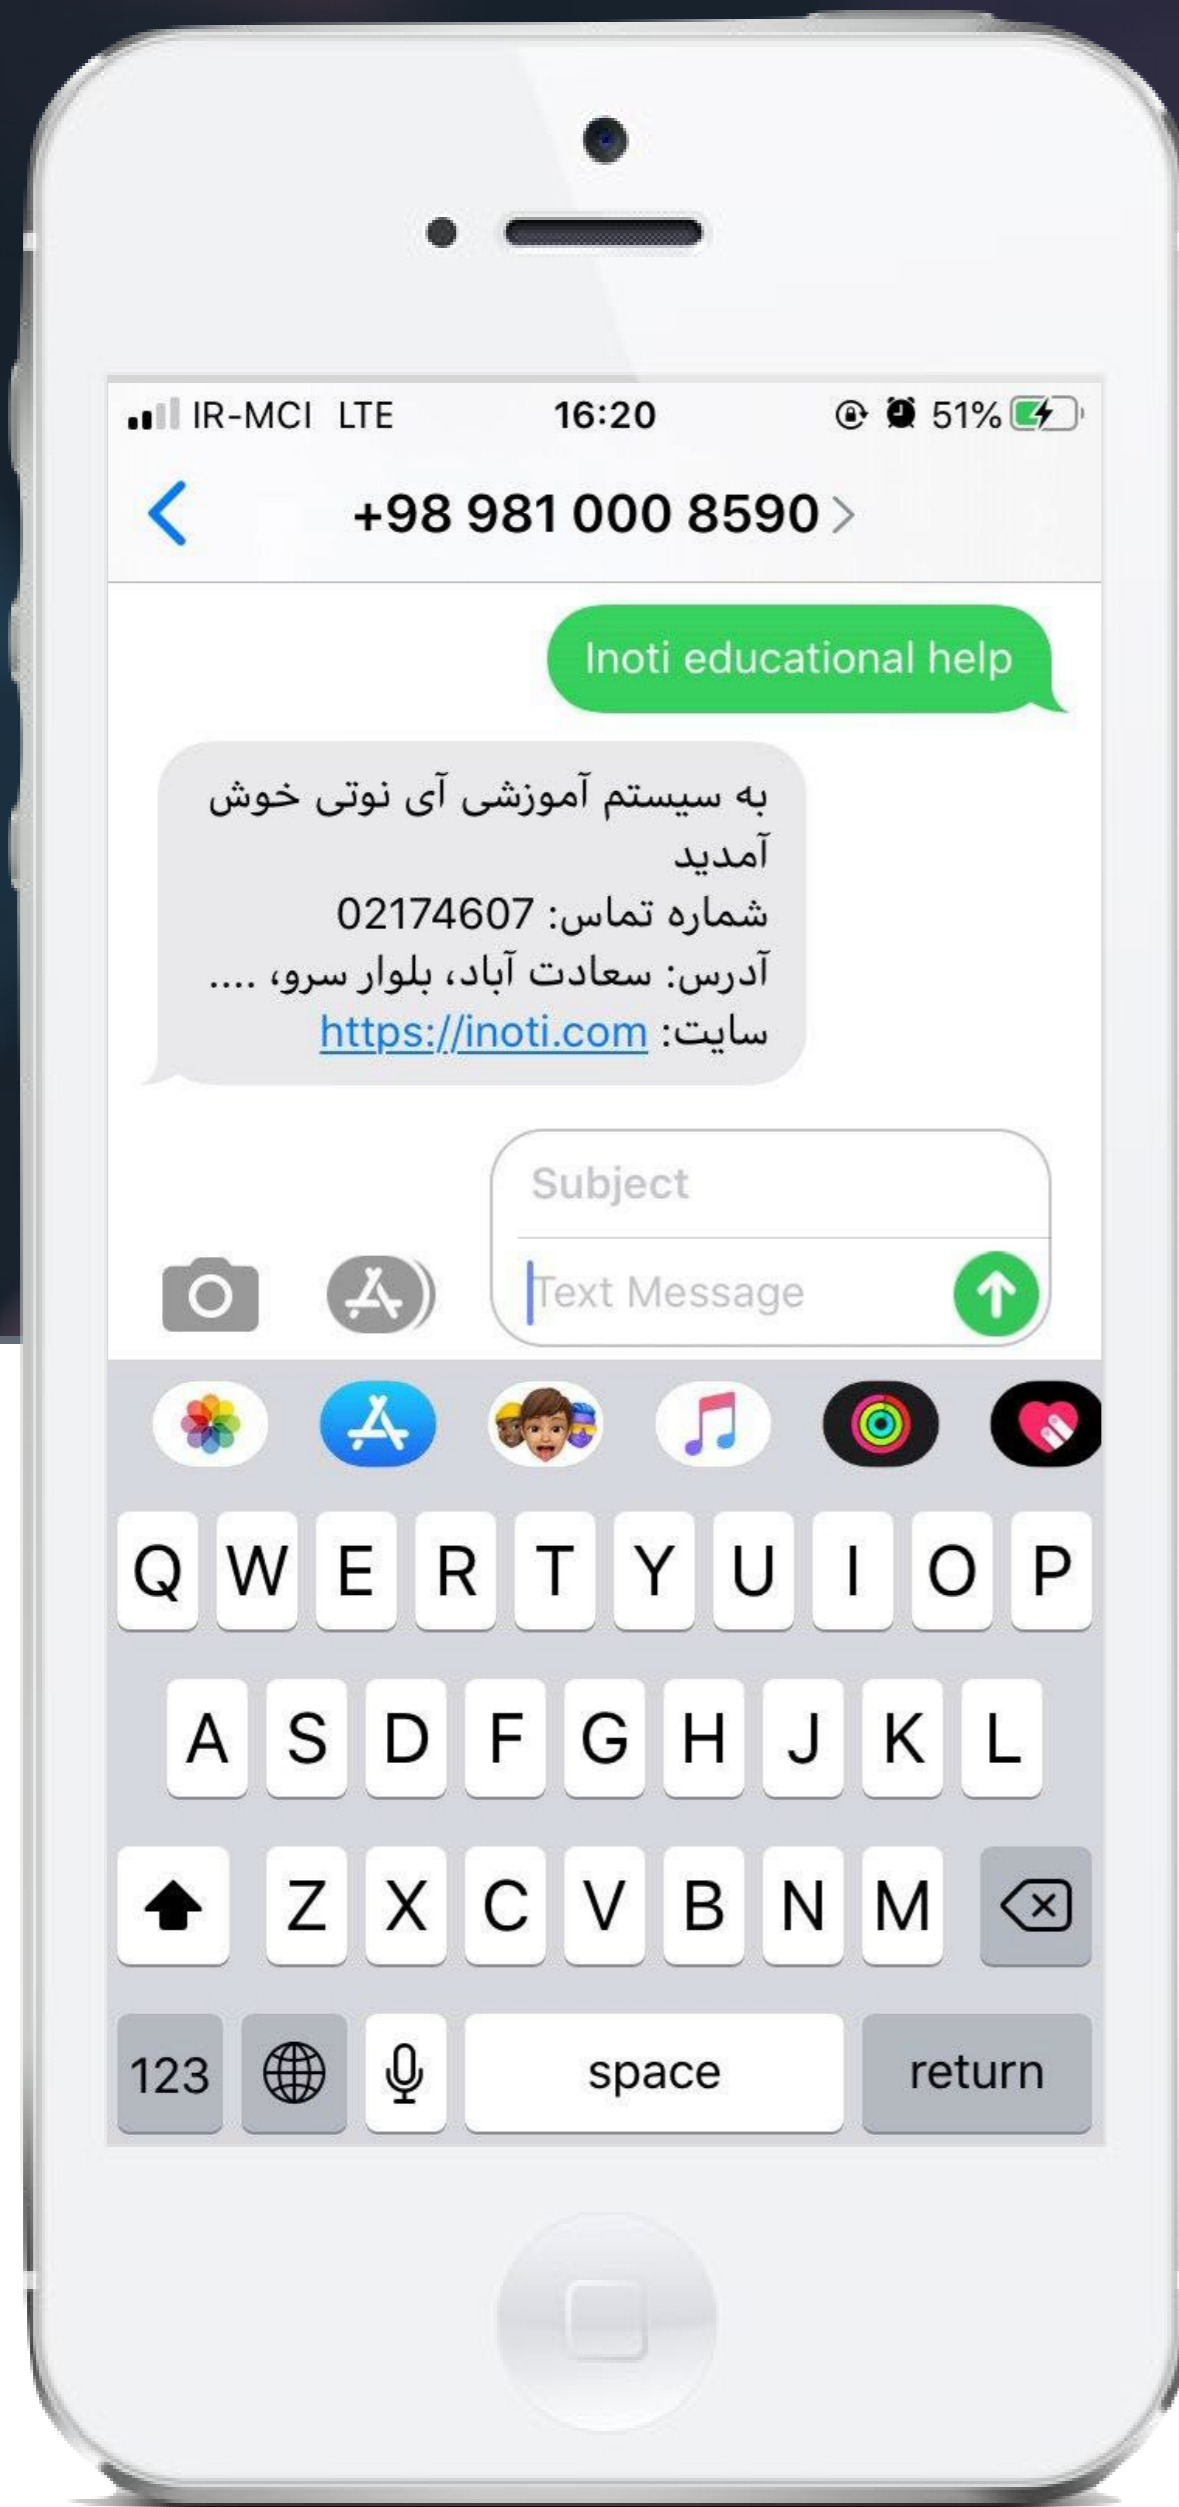 IR-MCI LTE 16:20 51%
+98 981 000 8590
Inoti educational help
به سیستم آموزشی آی نوتی خوش
آمدید
شماره تماس: 02174607
آدرس: سعادت آباد، بلوار سرو، ....
سایت: https://inoti.com
Subject
Text Message
Q W E R T Y U I O P
A S D F G H J K L
Z X C V B N M
123 space return